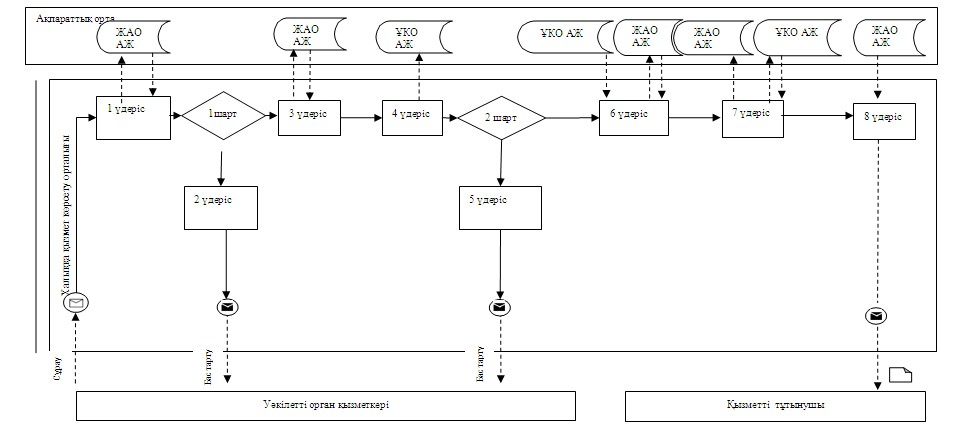 Ақпараттық орта
ЖАО
АЖ
ЖАО
АЖ
ҰКО
АЖ
ҰКО АЖ
ЖАО
АЖ
ЖАО
АЖ
ҰКО АЖ
ЖАО
АЖ
1 үдеріс
1шарт
3 үдеріс
4 үдеріс
2 шарт
6 үдеріс
7 үдеріс
8 үдеріс
2 үдеріс
5 үдеріс
Халыққа қызмет көрсету орталығы
Сұрау
Бас тарту
Бас тарту
Уәкілетті орган қызметкері
Қызметті тұтынушы